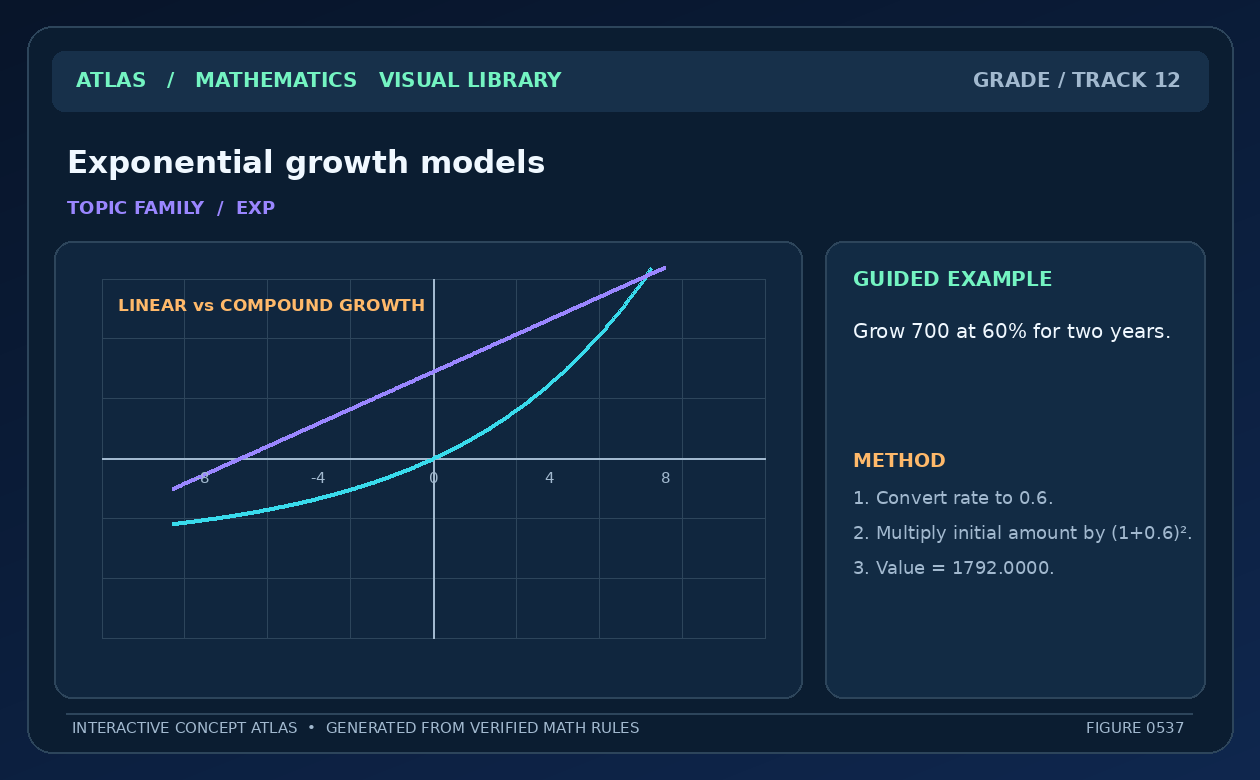 ATLAS / MATHEMATICS VISUAL LIBRARY
GRADE / TRACK 12
Exponential growth models
TOPIC FAMILY / EXP
LINEAR vs COMPOUND GROWTH
-8 -4 0 4 8
GUIDED EXAMPLE
Grow 700 at 60% for two years.
METHOD
1. Convert rate to 0.6.
2. Multiply initial amount by (1+0.6)².
3. Value = 1792.0000.
INTERACTIVE CONCEPT ATLAS • GENERATED FROM VERIFIED MATH RULES
FIGURE 0537